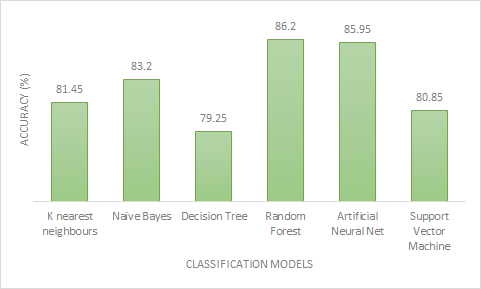 86.2
85.95
83.2
81.45
80.85
79.25
ACCURACY (%)
K nearest
neighbours
Naïve Bayes
Decision Tree
Random
Forest
Artificial
Neural Net
Support
Vector
Machine
CLASSIFICATION MODELS